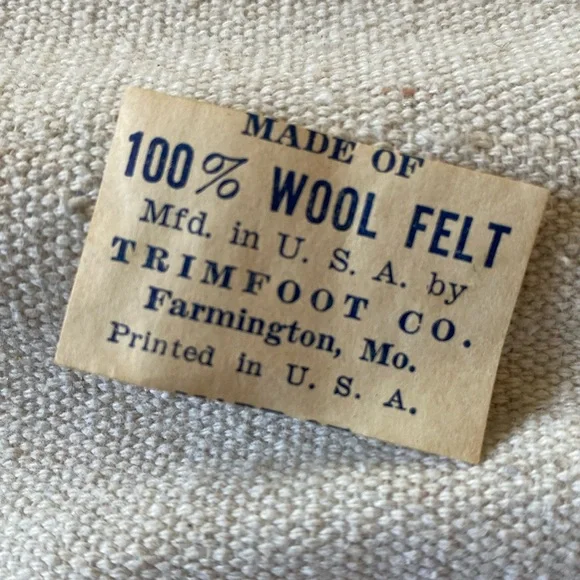 MADE OF
100% WOOL FELT
Mfd. in U. S. A. by
TRIMFOOT CO.
Farmington, Mo.
Printed in U. S. A.